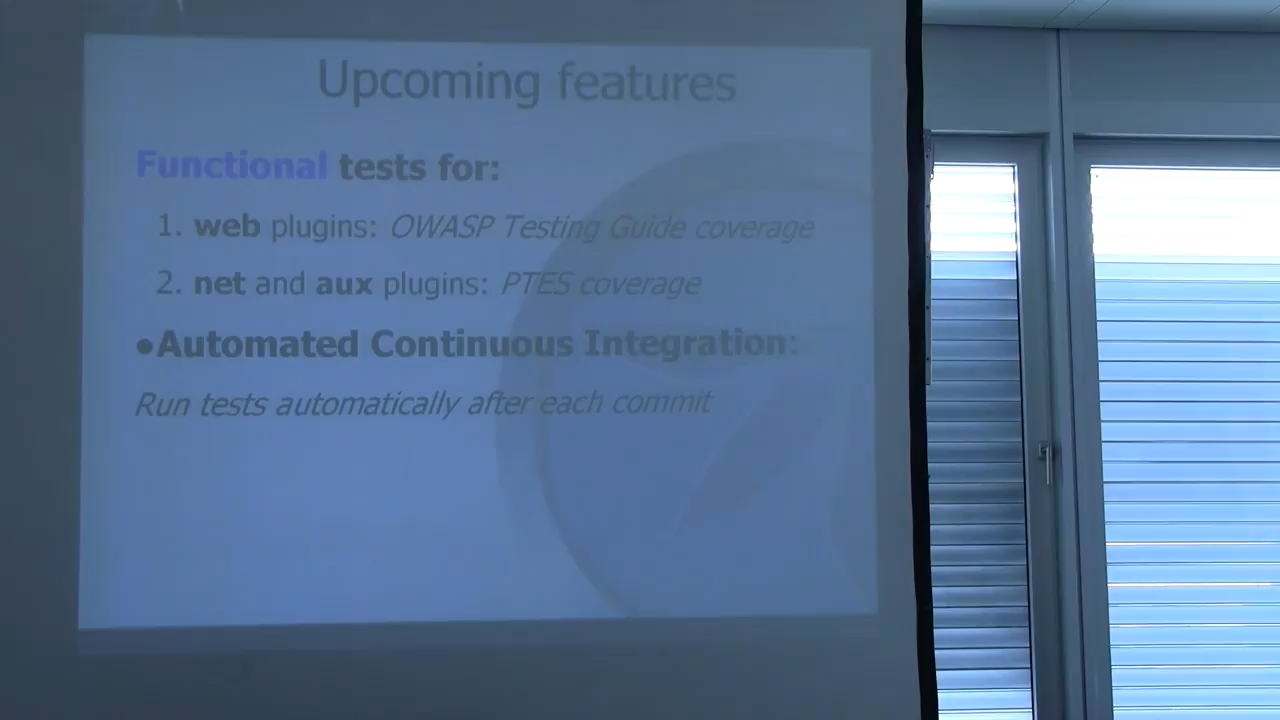 Upcoming features
Functional tests for:
1. web plugins: OWASP Testing Guide coverage
2. net and aux plugins: PTES coverage
●Automated Continuous Integration:
Run tests automatically after each commit